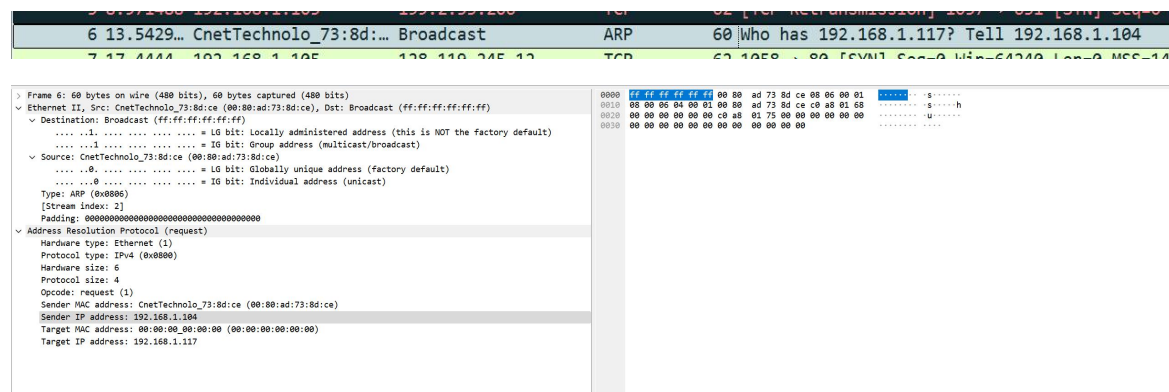 6 13.5429… CnetTechnolo_73:8d:… Broadcast ARP 60 Who has 192.168.1.117? Tell 192.168.1.104
> Frame 6: 60 bytes on wire (480 bits), 60 bytes captured (480 bits)
Ethernet II, Src: CnetTechnolo_73:8d:ce (00:80:ad:73:8d:ce), Dst: Broadcast (ff:ff:ff:ff:ff:ff)
Destination: Broadcast (ff:ff:ff:ff:ff:ff)
.... ..1. .... .... .... .... = LG bit: Locally administered address (this is NOT the factory default)
.... ...1 .... .... .... .... = IG bit: Group address (multicast/broadcast)
Source: CnetTechnolo_73:8d:ce (00:80:ad:73:8d:ce)
.... ..0. .... .... .... .... = LG bit: Globally unique address (factory default)
.... ...0 .... .... .... .... = IG bit: Individual address (unicast)
Type: ARP (0x0806)
[Stream index: 2]
Padding: 000000000000000000000000000000000000
Address Resolution Protocol (request)
Hardware type: Ethernet (1)
Protocol type: IPv4 (0x0800)
Hardware size: 6
Protocol size: 4
Opcode: request (1)
Sender MAC address: CnetTechnolo_73:8d:ce (00:80:ad:73:8d:ce)
Sender IP address: 192.168.1.104
Target MAC address: 00:00:00_00:00:00 (00:00:00:00:00:00)
Target IP address: 192.168.1.117
0000 ff ff ff ff ff ff 00 80 ad 73 8d ce 08 06 00 01 ········ ·s······
0010 08 00 06 04 00 01 00 80 ad 73 8d ce c0 a8 01 68 ········ ·s·····h
0020 00 00 00 00 00 00 c0 a8 01 75 00 00 00 00 00 00 ········ ·u······
0030 00 00 00 00 00 00 00 00 00 00 00 00 ········ ····